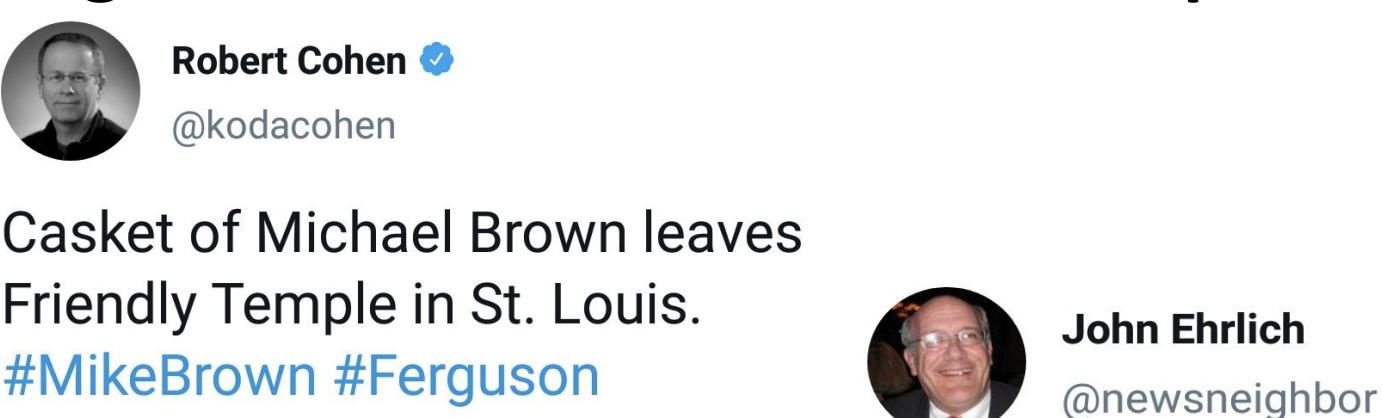 Robert Cohen
@kodacohen
Casket of Michael Brown leaves
Friendly Temple in St. Louis.
#MikeBrown #Ferguson
John Ehrlich
@newsneighbor